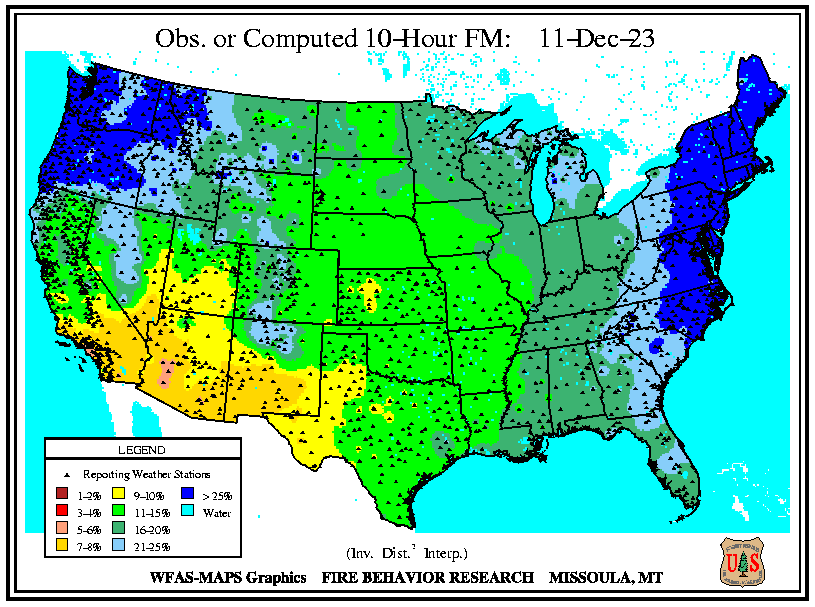 Obs. or Computed 10-Hour FM: 11-Dec-23
LEGEND
Reporting Weather Stations
1-2% 9-10% > 25%
3-4% 11-15% Water
5-6% 16-20%
7-8% 21-25%
(Inv. Dist.² Interp.)
WFAS-MAPS Graphics FIRE BEHAVIOR RESEARCH MISSOULA, MT
U S